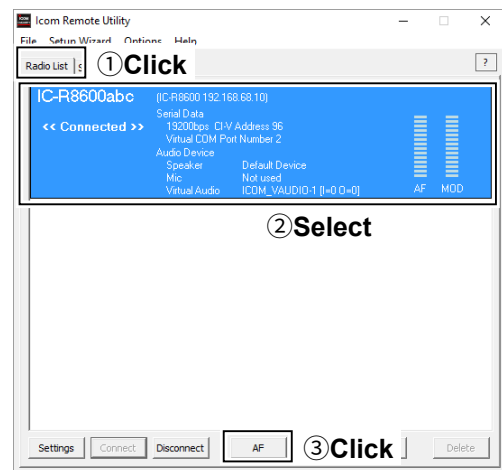 Icom Remote Utility
File Setup Wizard Options Help
Radio List
①Click
?
IC-R8600abc (IC-R8600 192.168.68.10)
Serial Data
<< Connected >> 19200bps CI-V Address 96
Virtual COM Port Number 2
Audio Device
Speaker Default Device
Mic Not used
Virtual Audio ICOM_VAUDIO-1 [I=0 O=0] AF MOD
②Select
Settings Connect Disconnect AF ③Click Delete